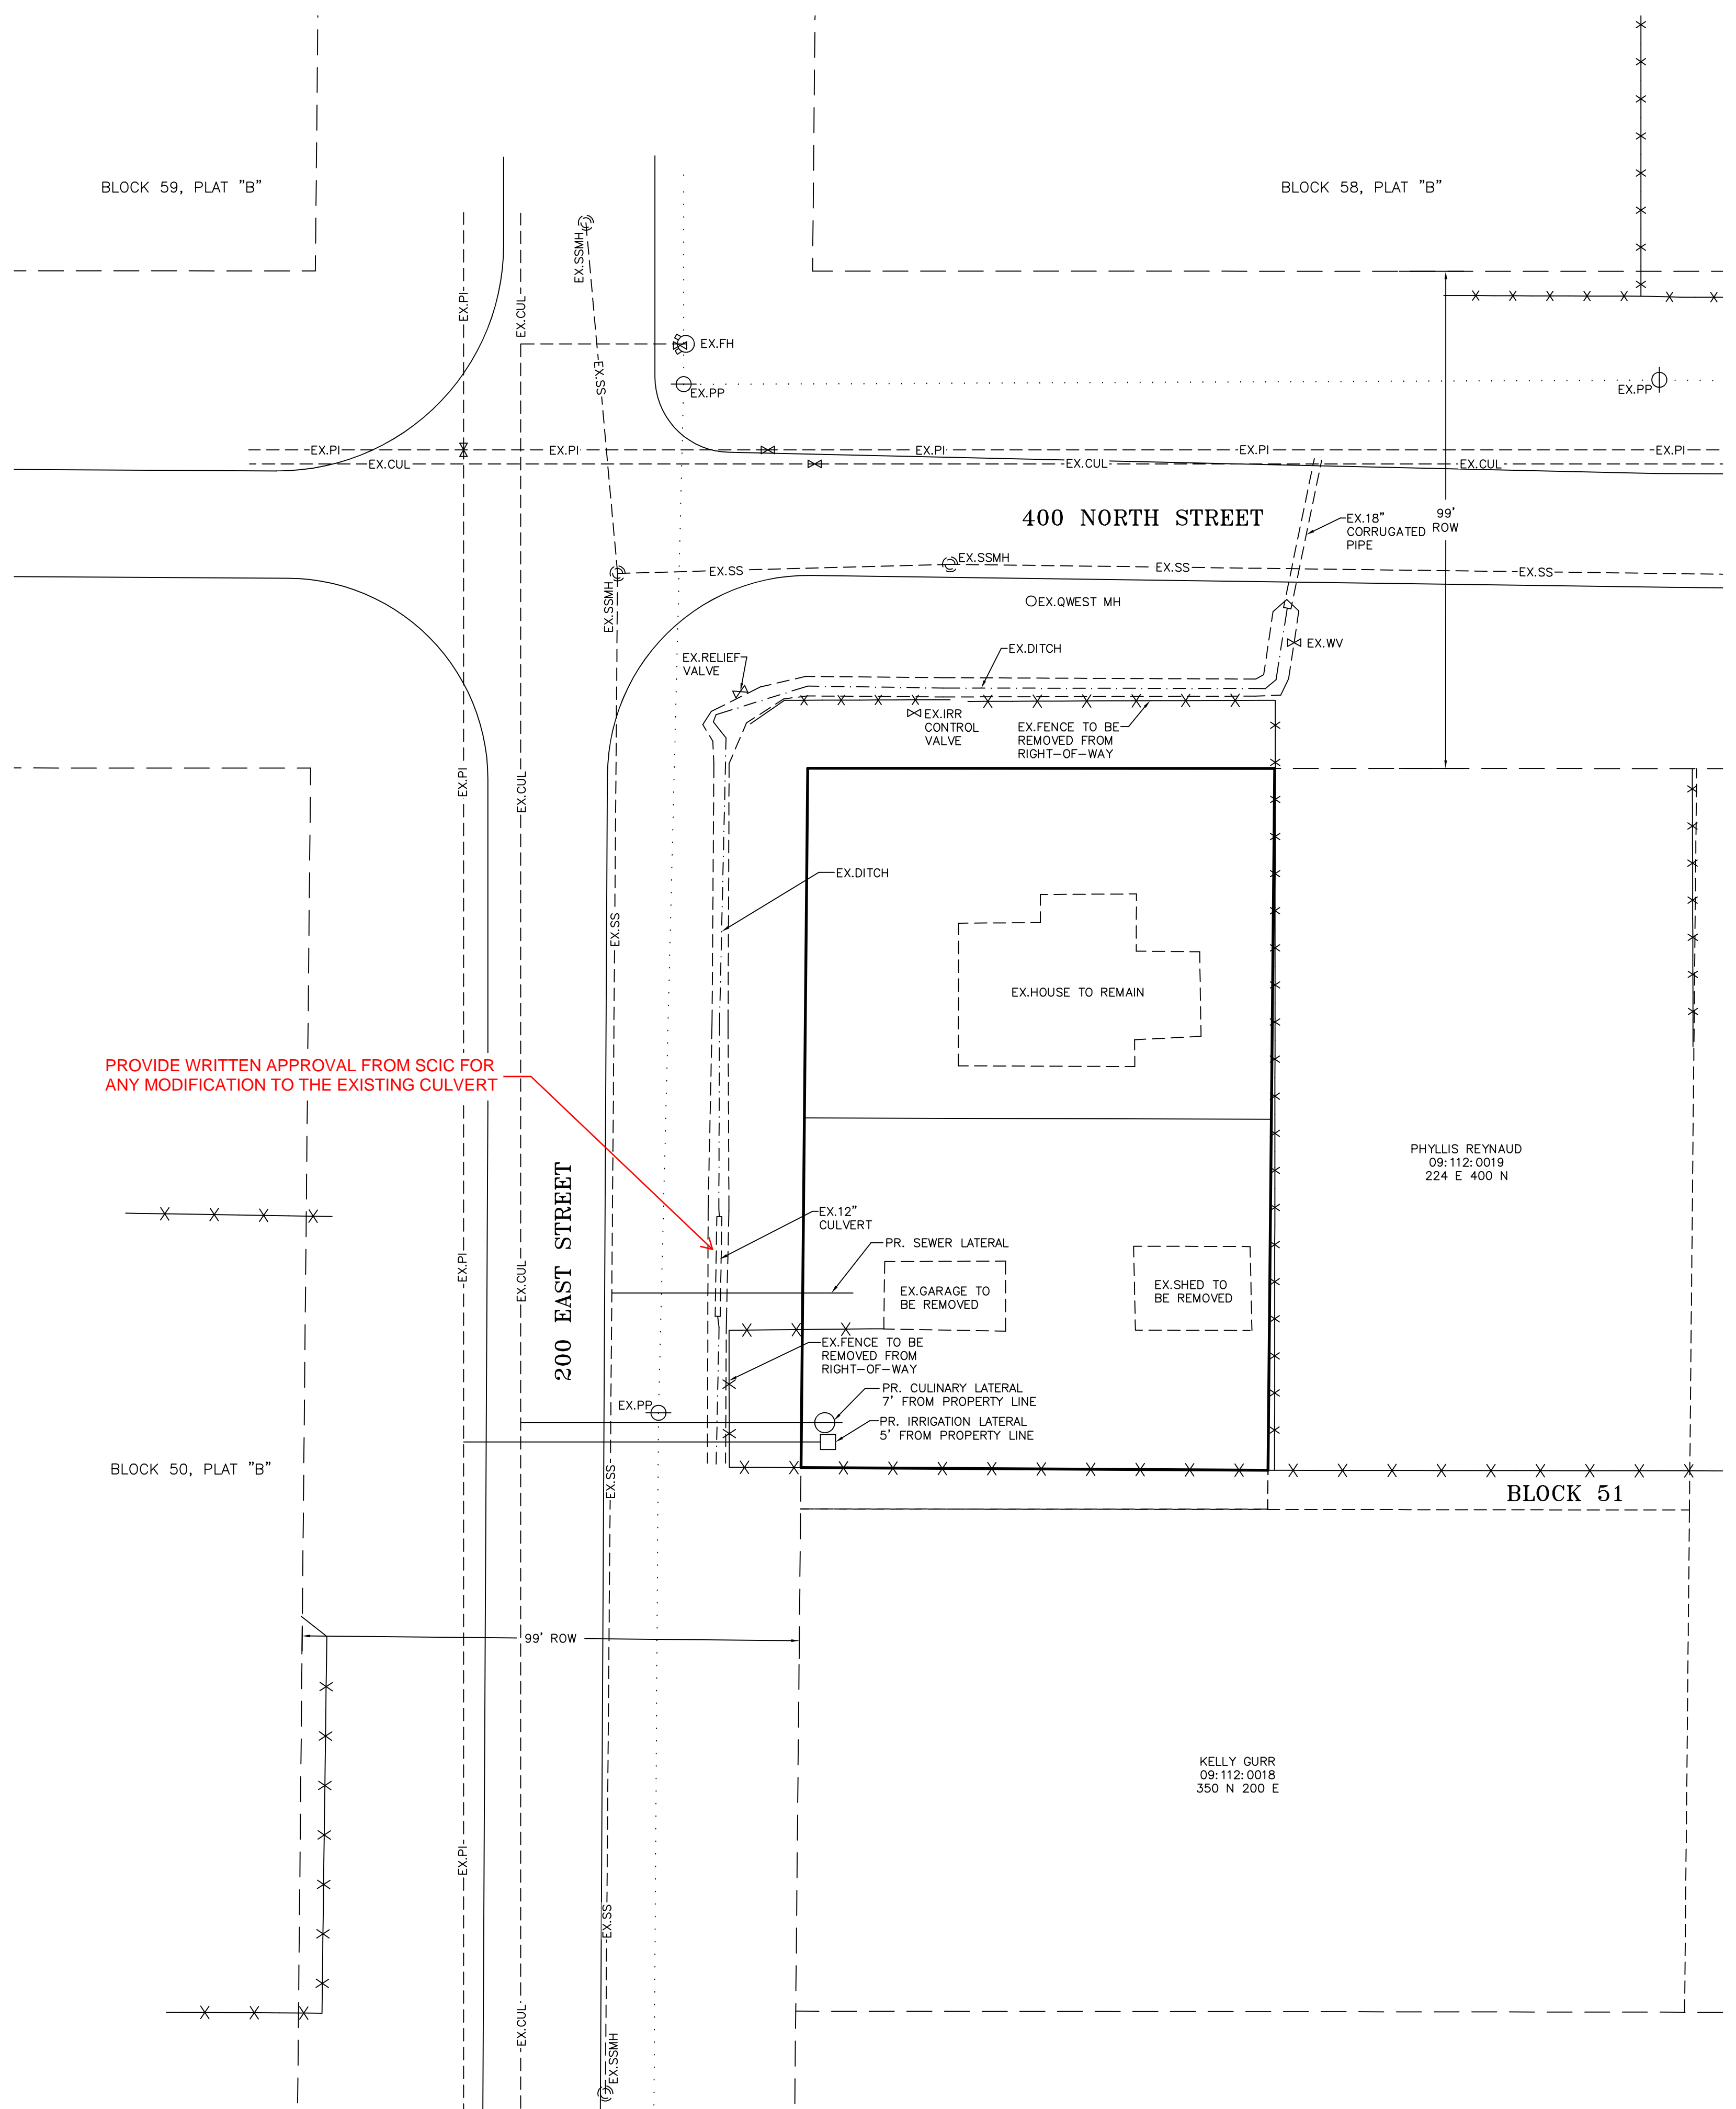 BLOCK 59, PLAT "B"
BLOCK 58, PLAT "B"
EX.SSMH
EX.PI
EX.CUL
EX.FH
EX.SS
EX.PP
EX.PP
EX.PI
EX.PI
EX.PI
EX.PI
EX.PI
EX.CUL
EX.CUL
EX.CUL
400 NORTH STREET
EX.18"
CORRUGATED
PIPE
99'
ROW
EX.SSMH
EX.SS
EX.SS
EX.SS
EX.SSMH
EX.QWEST MH
EX.WV
EX.DITCH
EX.RELIEF
VALVE
EX.IRR
CONTROL
VALVE
EX.FENCE TO BE
REMOVED FROM
RIGHT-OF-WAY
EX.PI
EX.CUL
EX.DITCH
EX.SS
EX.HOUSE TO REMAIN
PROVIDE WRITTEN APPROVAL FROM SCIC FOR
ANY MODIFICATION TO THE EXISTING CULVERT
PHYLLIS REYNAUD
09:112:0019
224 E 400 N
200 EAST STREET
EX.12"
CULVERT
PR. SEWER LATERAL
EX.PI
EX.CUL
EX.GARAGE TO
BE REMOVED
EX.SHED TO
BE REMOVED
EX.FENCE TO BE
REMOVED FROM
RIGHT-OF-WAY
PR. CULINARY LATERAL
7' FROM PROPERTY LINE
EX.PP
PR. IRRIGATION LATERAL
5' FROM PROPERTY LINE
BLOCK 50, PLAT "B"
EX.SS
BLOCK 51
99' ROW
KELLY GURR
09:112:0018
350 N 200 E
EX.PI
EX.SS
EX.CUL
EX.SSMH